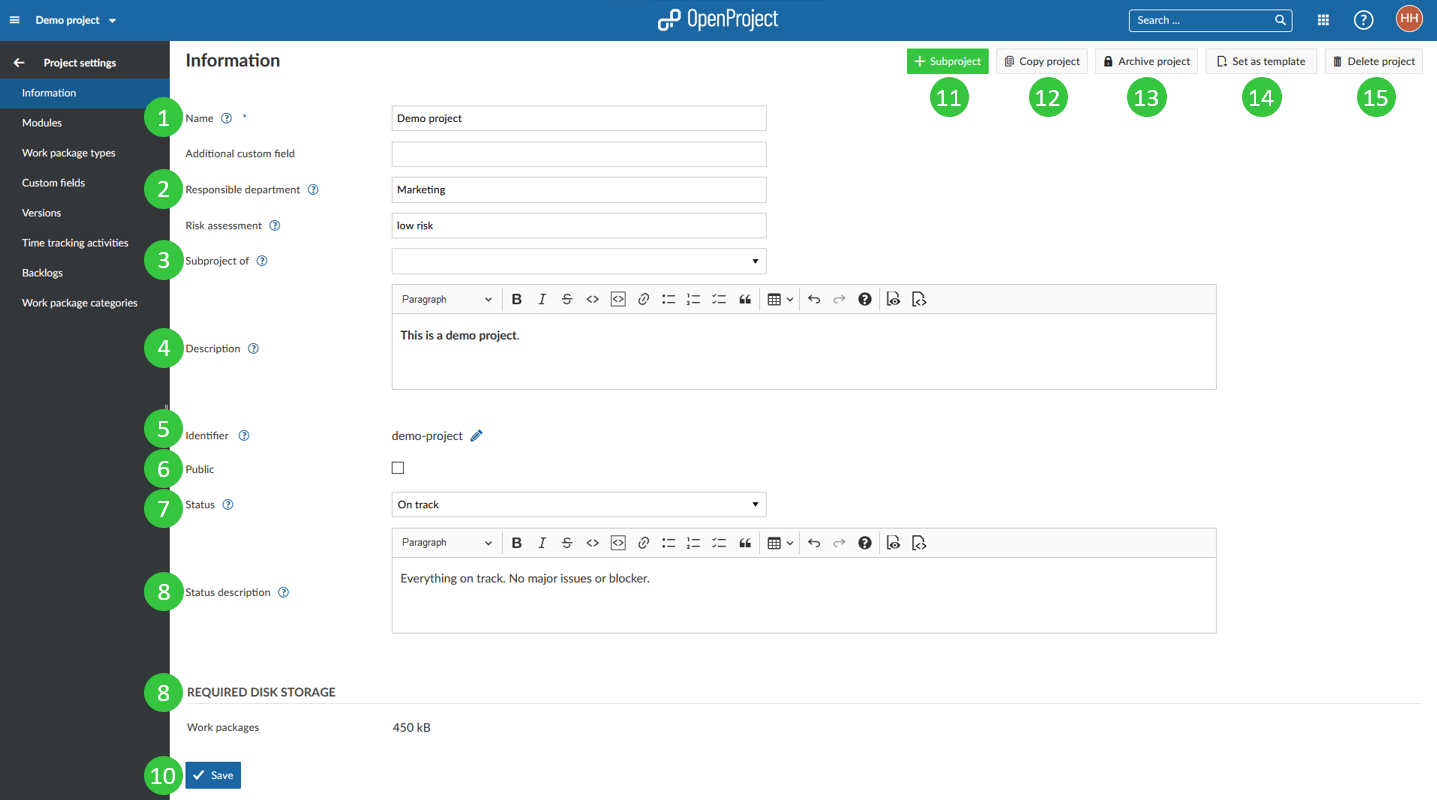 Demo project
OpenProject
Search ...
HH
Project settings
Information
Modules
Work package types
Custom fields
Versions
Time tracking activities
Backlogs
Work package categories
Information
Subproject
Copy project
Archive project
Set as template
Delete project
11
12
13
14
15
1
Name *
Demo project
Additional custom field
2
Responsible department
Marketing
Risk assessment
low risk
3
Subproject of
Paragraph
This is a demo project.
4
Description
5
Identifier
demo-project
6
Public
7
Status
On track
Paragraph
Everything on track. No major issues or blocker.
8
Status description
8
REQUIRED DISK STORAGE
Work packages
450 kB
10
Save